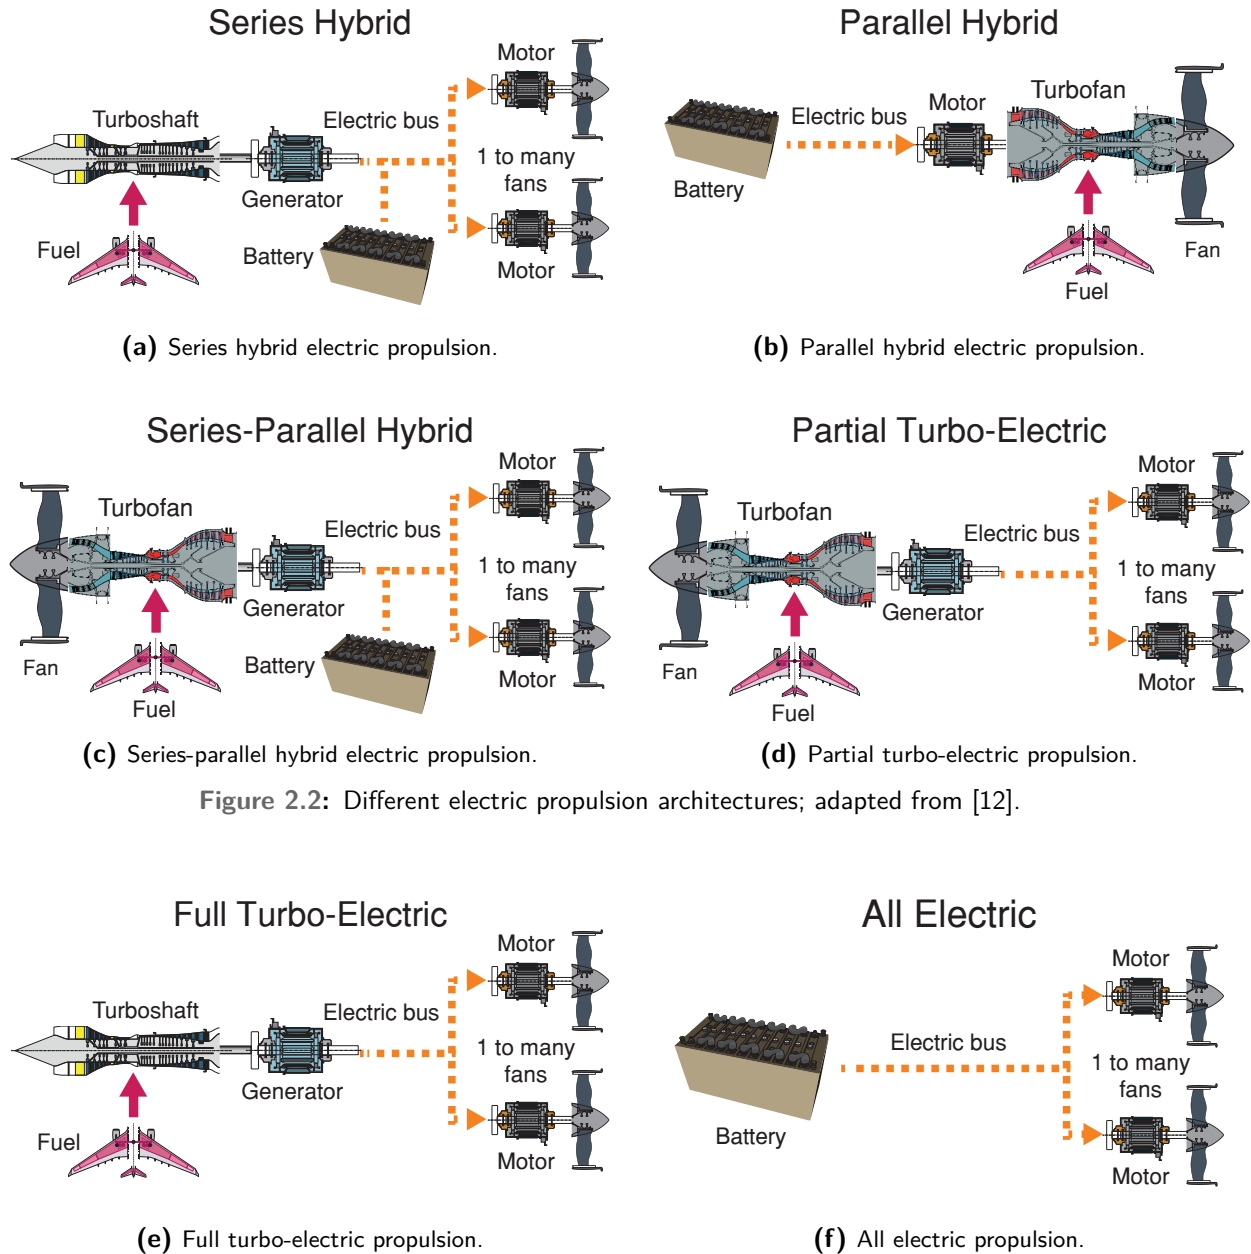 Series Hybrid
Motor
Turboshaft
Electric bus
1 to many
fans
Generator
Fuel
Battery
Motor
(a) Series hybrid electric propulsion.
Parallel Hybrid
Turbofan
Motor
Electric bus
Battery
Fan
Fuel
(b) Parallel hybrid electric propulsion.
Series-Parallel Hybrid
Motor
Turbofan
Electric bus
1 to many
fans
Generator
Fan
Battery
Motor
Fuel
(c) Series-parallel hybrid electric propulsion.
Partial Turbo-Electric
Motor
Turbofan
Electric bus
1 to many
fans
Generator
Fan
Motor
Fuel
(d) Partial turbo-electric propulsion.
Figure 2.2: Different electric propulsion architectures; adapted from [12].
Full Turbo-Electric
Motor
Turboshaft
Electric bus
1 to many
fans
Generator
Fuel
Motor
(e) Full turbo-electric propulsion.
All Electric
Motor
Electric bus
1 to many
fans
Battery
Motor
(f) All electric propulsion.